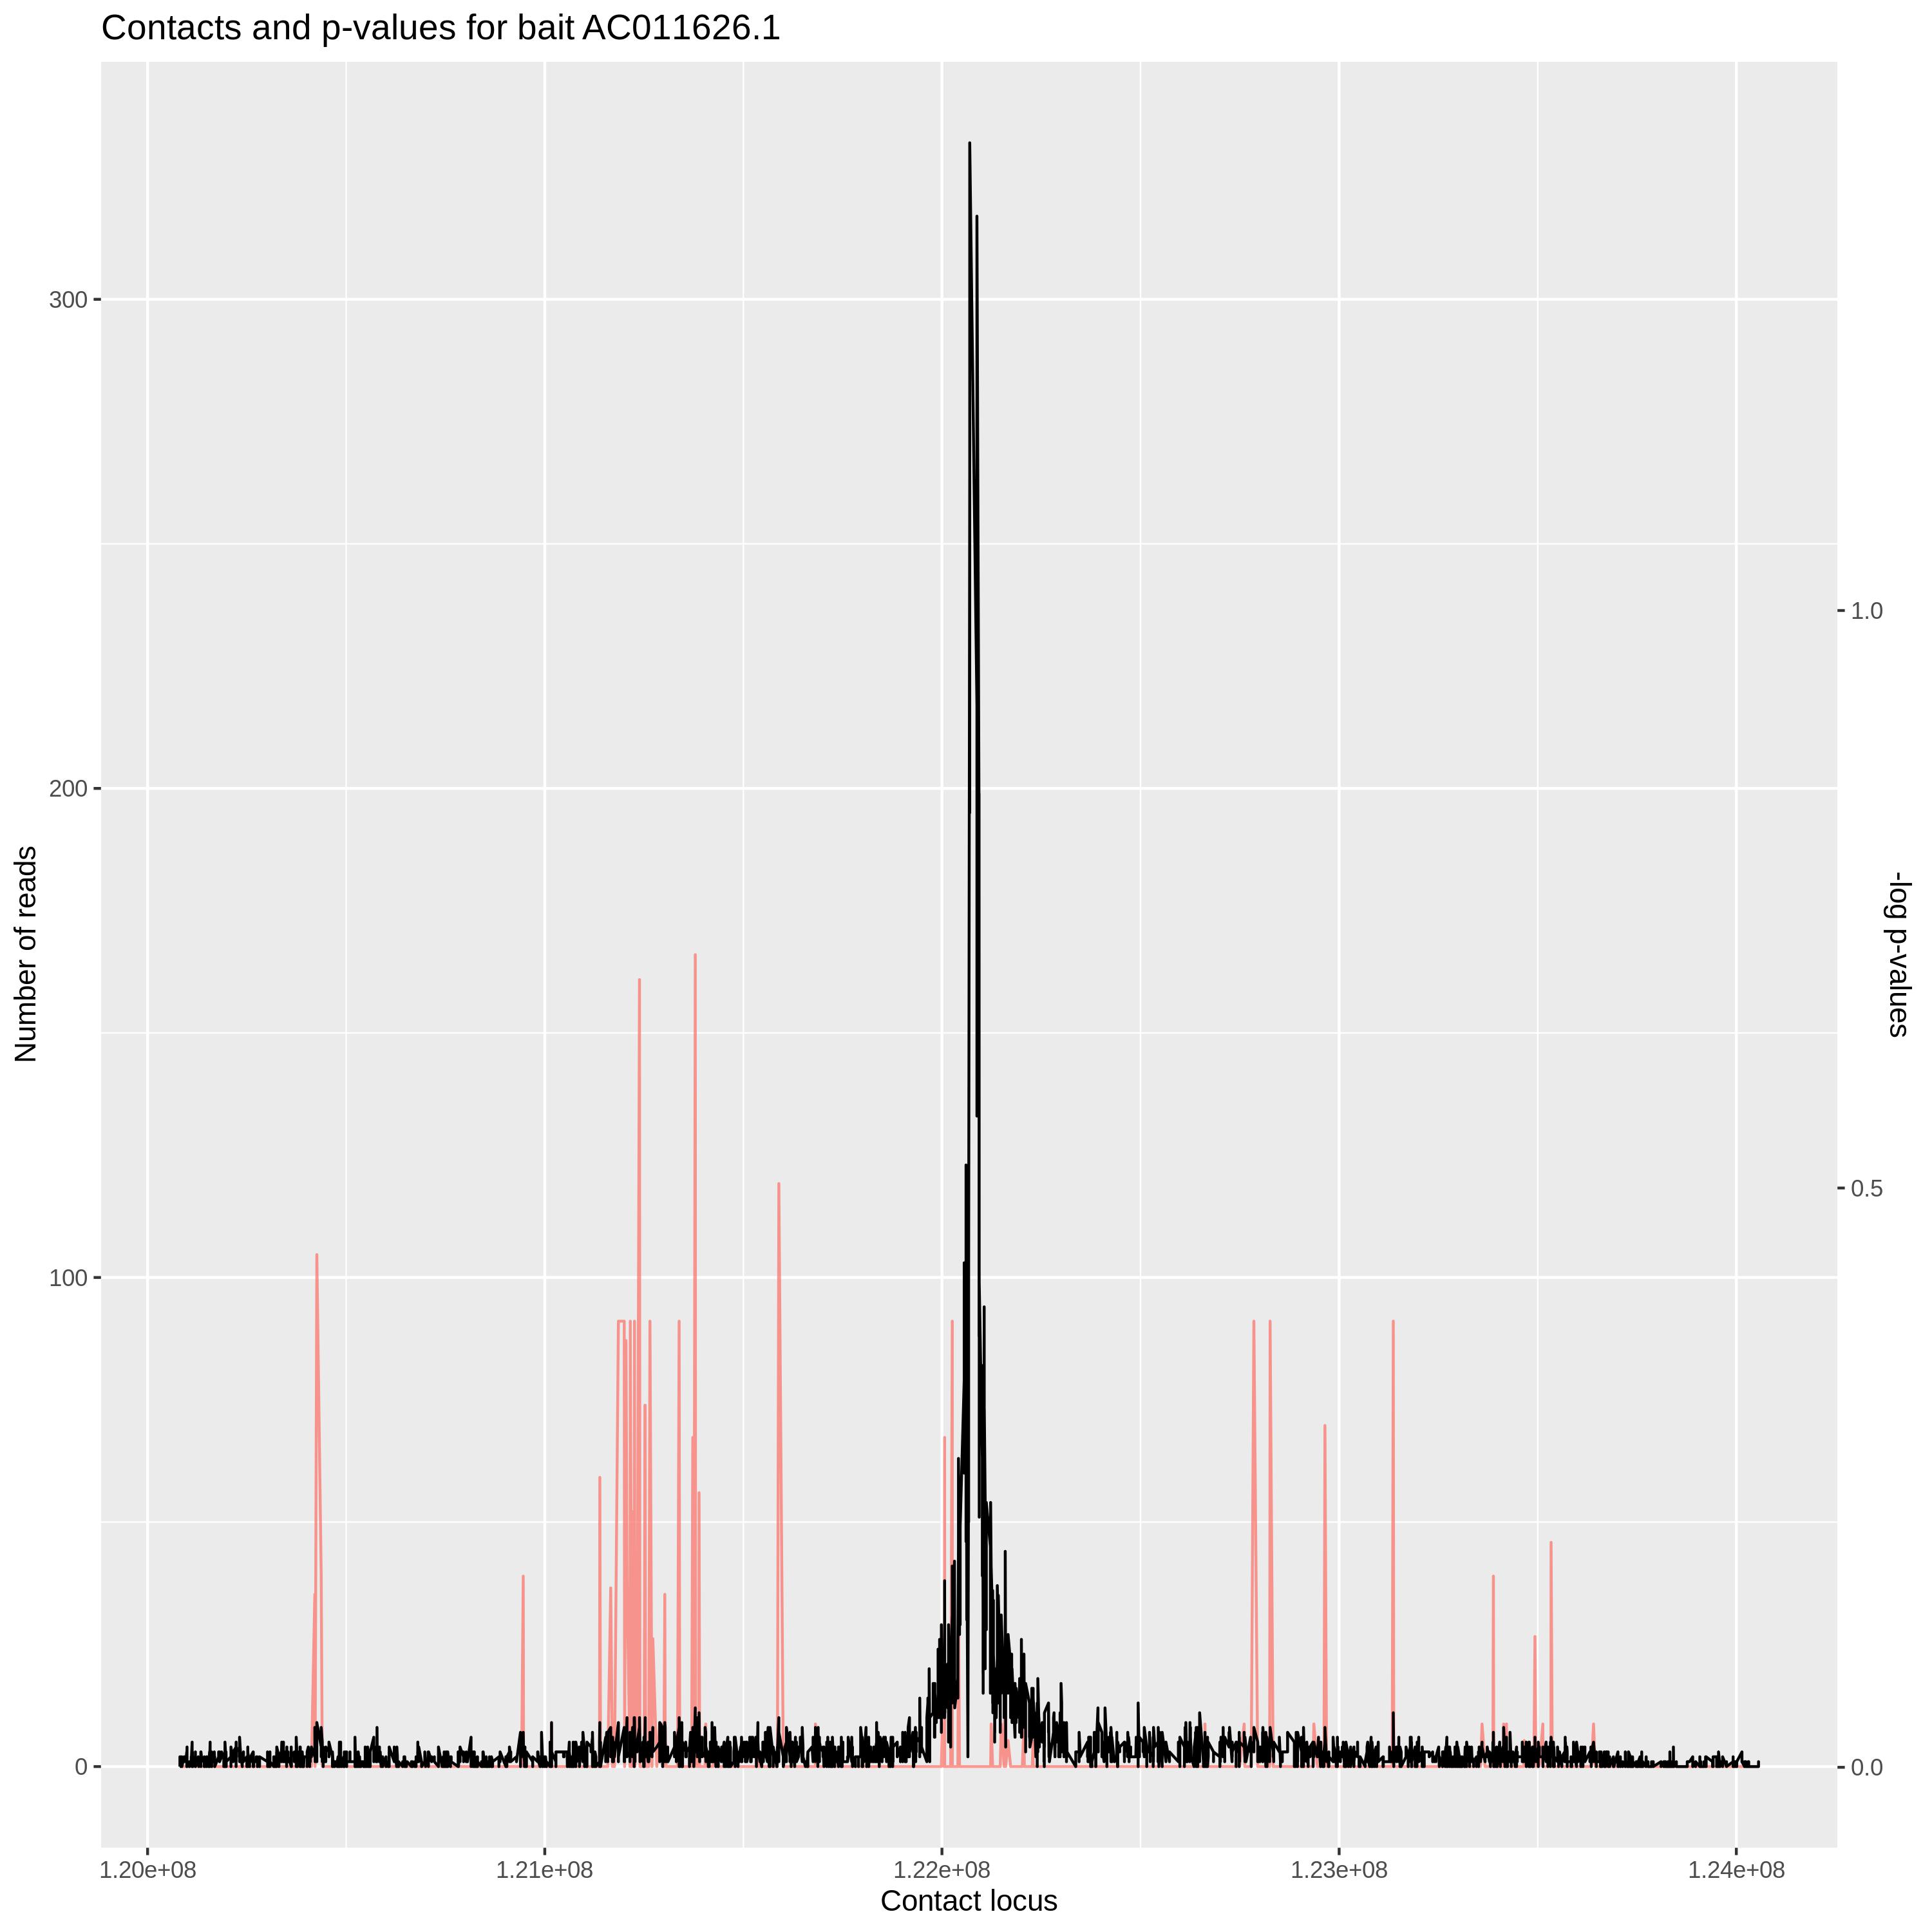 Contacts and p-values for bait AC011626.1
300
200
100
0
Number of reads
1.0
0.5
0.0
-log p-values
1.20e+08 1.21e+08 1.22e+08 1.23e+08 1.24e+08
Contact locus